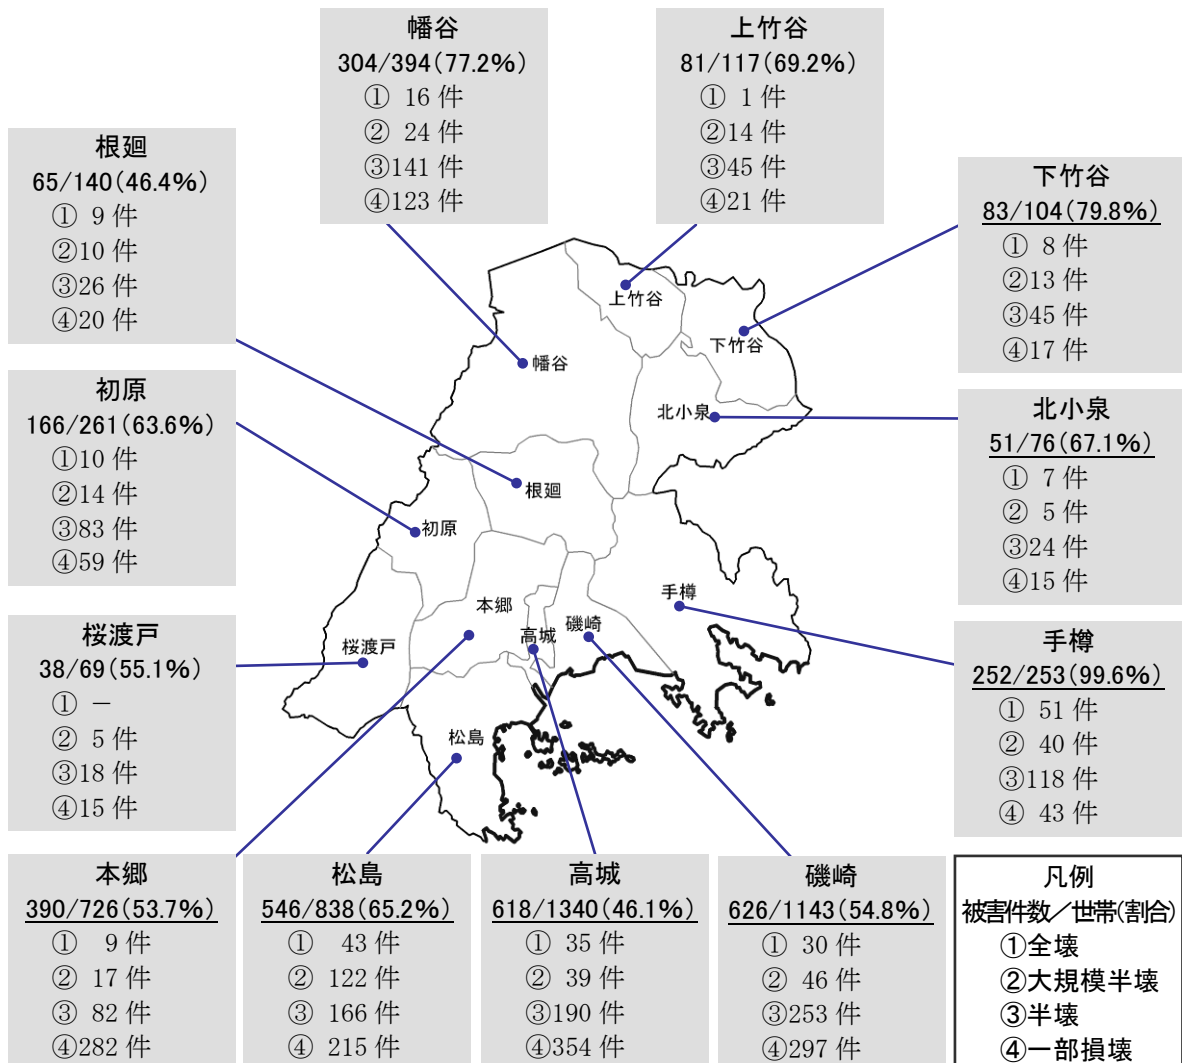 幡谷
304/394(77.2%)
① 16 件
② 24 件
③141 件
④123 件
上竹谷
81/117(69.2%)
① 1 件
②14 件
③45 件
④21 件
根廻
65/140(46.4%)
① 9 件
②10 件
③26 件
④20 件
下竹谷
83/104(79.8%)
① 8 件
②13 件
③45 件
④17 件
初原
166/261(63.6%)
①10 件
②14 件
③83 件
④59 件
北小泉
51/76(67.1%)
① 7 件
② 5 件
③24 件
④15 件
桜渡戸
38/69(55.1%)
① －
② 5 件
③18 件
④15 件
手樽
252/253(99.6%)
① 51 件
② 40 件
③118 件
④ 43 件
上竹谷
下竹谷
幡谷
北小泉
根廻
初原
手樽
本郷
磯崎
高城
桜渡戸
松島
本郷
390/726(53.7%)
① 9 件
② 17 件
③ 82 件
④282 件
松島
546/838(65.2%)
① 43 件
② 122 件
③ 166 件
④ 215 件
高城
618/1340(46.1%)
① 35 件
② 39 件
③190 件
④354 件
磯崎
626/1143(54.8%)
① 30 件
② 46 件
③253 件
④297 件
凡例
被害件数／世帯(割合)
①全壊
②大規模半壊
③半壊
④一部損壊